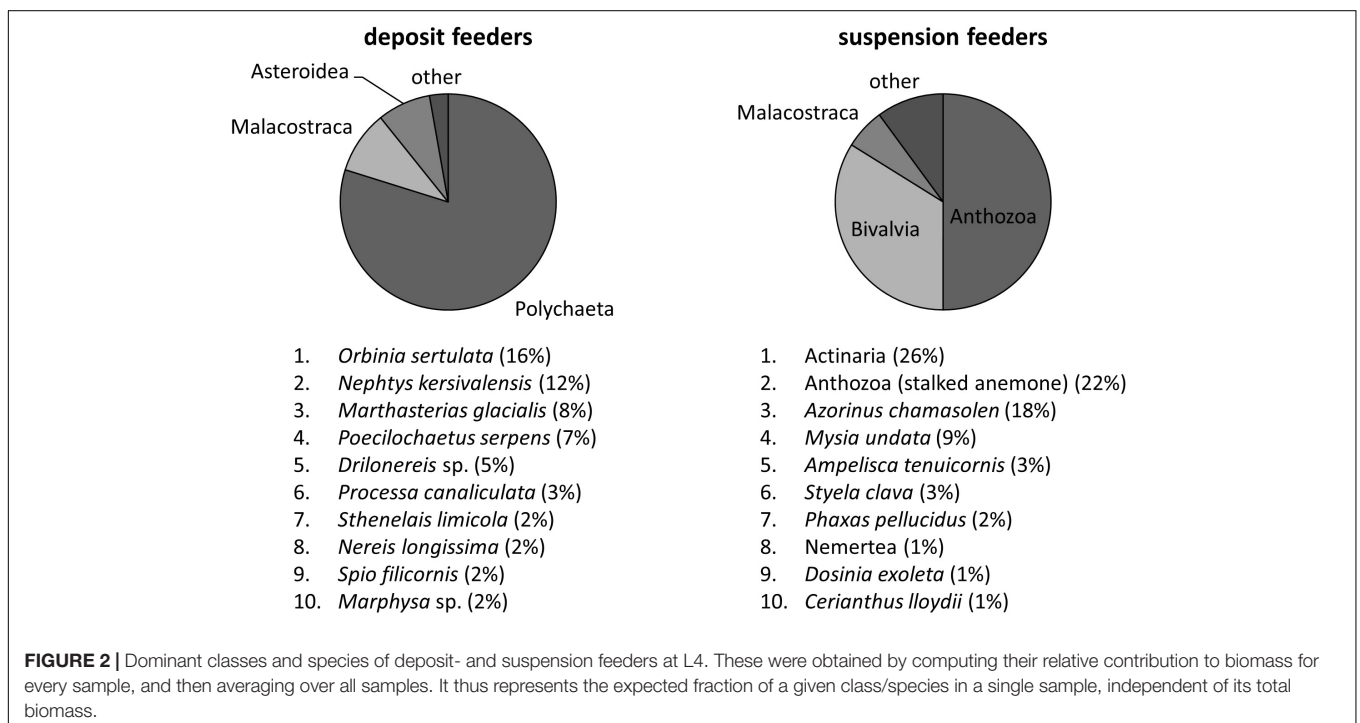 deposit feeders
Asteroidea
other
Malacostraca
Polychaeta
1. Orbinia sertulata (16%)
2. Nephtys kersivalensis (12%)
3. Marthasterias glacialis (8%)
4. Poecilochaetus serpens (7%)
5. Drilonereis sp. (5%)
6. Processa canaliculata (3%)
7. Sthenelais limicola (2%)
8. Nereis longissima (2%)
9. Spio filicornis (2%)
10. Marphysa sp. (2%)
suspension feeders
other
Malacostraca
Bivalvia
Anthozoa
1. Actinaria (26%)
2. Anthozoa (stalked anemone) (22%)
3. Azorinus chamasolen (18%)
4. Mysia undata (9%)
5. Ampelisca tenuicornis (3%)
6. Styela clava (3%)
7. Phaxas pellucidus (2%)
8. Nemertea (1%)
9. Dosinia exoleta (1%)
10. Cerianthus lloydii (1%)
FIGURE 2 | Dominant classes and species of deposit- and suspension feeders at L4. These were obtained by computing their relative contribution to biomass for
every sample, and then averaging over all samples. It thus represents the expected fraction of a given class/species in a single sample, independent of its total
biomass.